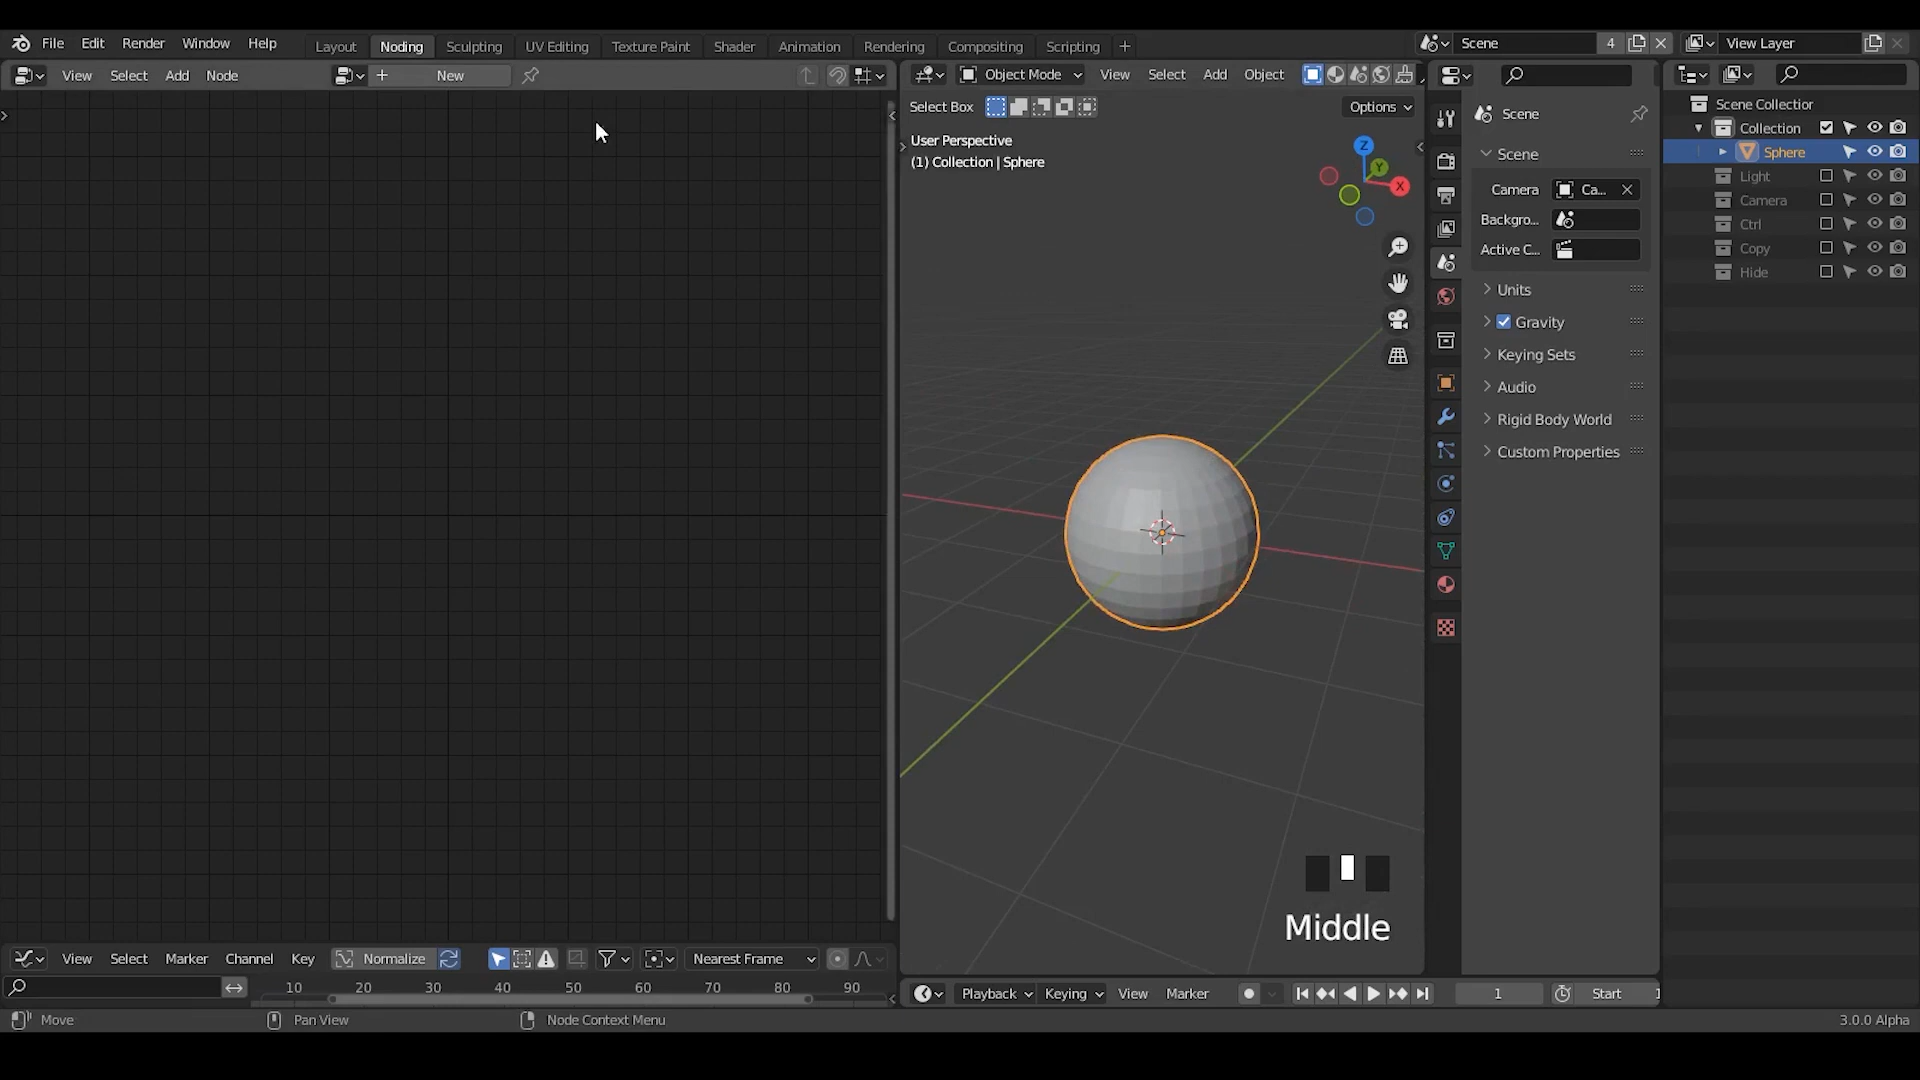 File Edit Render Window Help Layout Noding Sculpting UV Editing Texture Paint Shader Animation Rendering Compositing Scripting + Scene 4 View Layer
View Select Add Node + New Object Mode View Select Add Object
Select Box Options
User Perspective
(1) Collection | Sphere
Z
Y
X
Scene
Scene
Camera Ca...
Backgro...
Active C...
Units
Gravity
Keying Sets
Audio
Rigid Body World
Custom Properties
Scene Collection
Collection
Sphere
Light
Camera
Ctrl
Copy
Hide
Middle
View Select Marker Channel Key Normalize Nearest Frame
10 20 30 40 50 60 70 80 90
Playback Keying View Marker 1 Start 1
Move Pan View Node Context Menu 3.0.0 Alpha